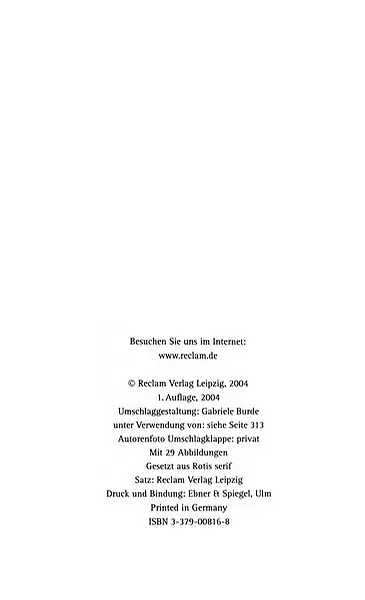 Besuchen Sie uns im Internet:
www.reclam.de
© Reclam Verlag Leipzig, 2004
1. Auflage, 2004
Umschlaggestaltung: Gabriele Burde
unter Verwendung von: siehe Seite 313
Autorenfoto Umschlagklappe: privat
Mit 29 Abbildungen
Gesetzt aus Rotis serif
Satz: Reclam Verlag Leipzig
Druck und Bindung: Ebner & Spiegel, Ulm
Printed in Germany
ISBN 3-379-00816-8